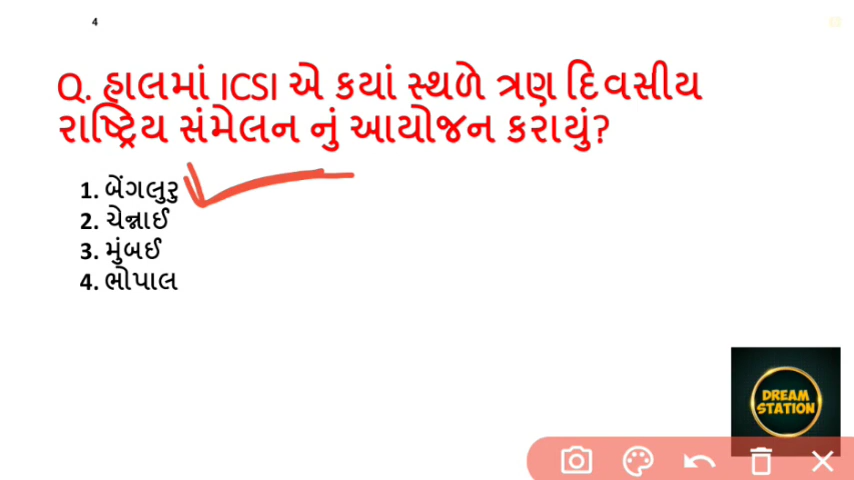 4
Q. હાલમાં ICSI એ કયાં સ્થળે ત્રણ દિવસીય
રાષ્ટ્રિય સંમેલન નું આયોજન કરાયું?
1. બેંગલુરુ
2. ચેન્નાઈ
3. મુંબઈ
4. ભોપાલ
DREAM
STATION